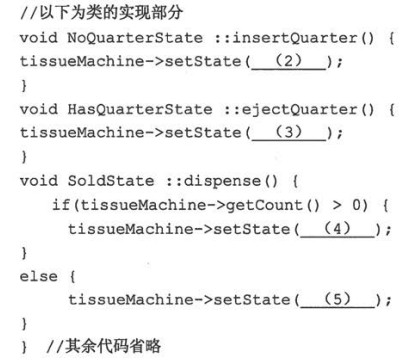 //以下为类的实现部分
void NoQuarterState ::insertQuarter() {
tissueMachine->setState(  (2)  );
}
void HasQuarterState ::ejectQuarter() {
tissueMachine->setState(  (3)  );
}
void SoldState ::dispense() {
if(tissueMachine->getCount() > 0) {
tissueMachine->setState(  (4)  );
}
else {
tissueMachine->setState(  (5)  );
}
} //其余代码省略